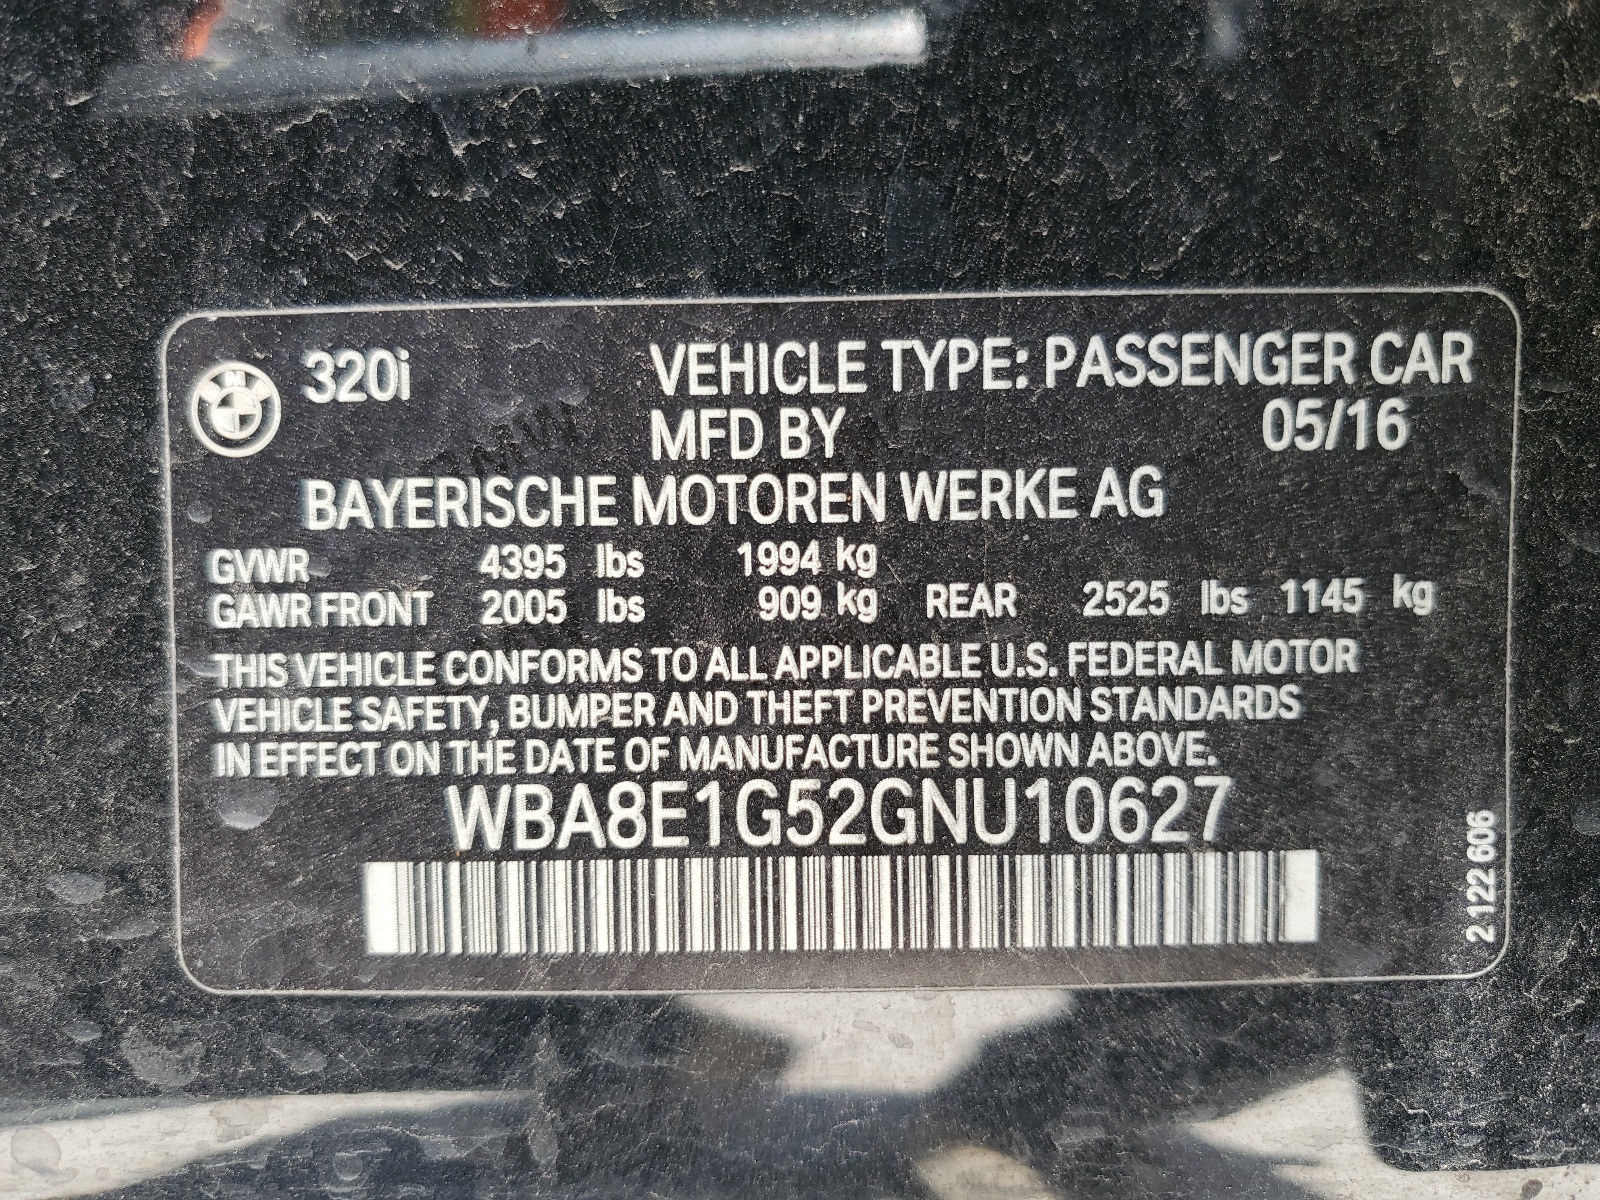 320i VEHICLE TYPE: PASSENGER CAR
MFD BY 05/16
BAYERISCHE MOTOREN WERKE AG
GVWR 4395 lbs 1994 kg
GAWR FRONT 2005 lbs 909 kg REAR 2525 lbs 1145 kg
THIS VEHICLE CONFORMS TO ALL APPLICABLE U.S. FEDERAL MOTOR
VEHICLE SAFETY, BUMPER AND THEFT PREVENTION STANDARDS
IN EFFECT ON THE DATE OF MANUFACTURE SHOWN ABOVE.
WBA8E1G52GNU10627
2 122 606